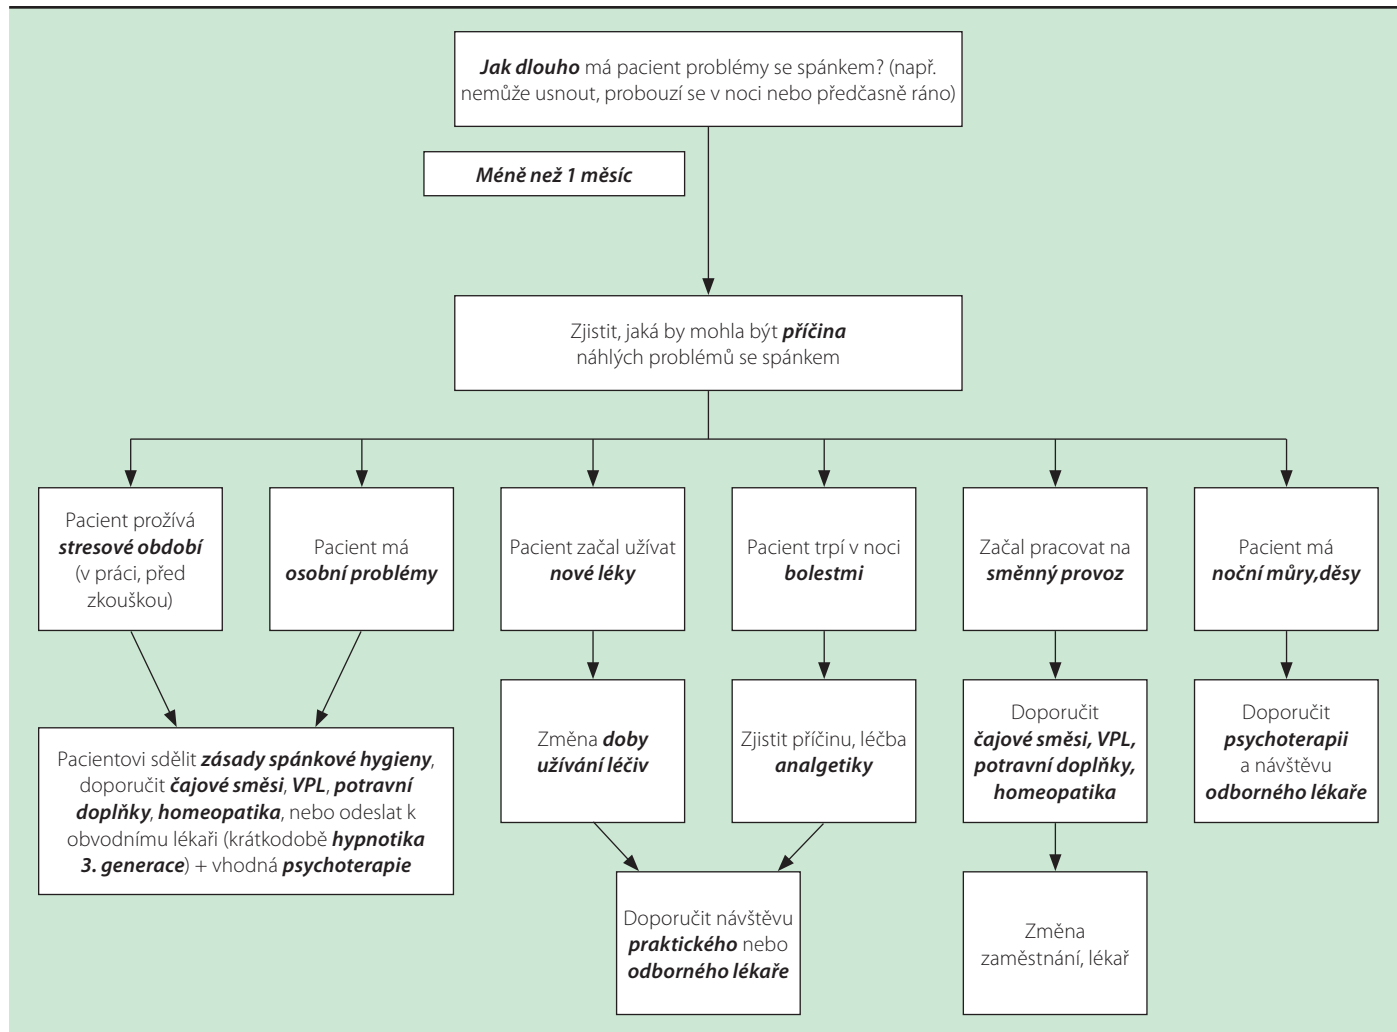 Jak dlouho má pacient problémy se spánkem? (např.
nemůže usnout, probouzí se v noci nebo předčasně ráno)
Méně než 1 měsíc
Zjistit, jaká by mohla být příčina
náhlých problémů se spánkem
Pacient prožívá
stresové období
(v práci, před
zkouškou)
Pacient má
osobní problémy
Pacient začal užívat
nové léky
Pacient trpí v noci
bolestmi
Začal pracovat na
směnný provoz
Pacient má
noční můry,děsy
Pacientovi sdělit zásady spánkové hygieny,
doporučit čajové směsi, VPL, potravní
doplňky, homeopatika, nebo odeslat k
obvodnímu lékaři (krátkodobě hypnotika
3. generace) + vhodná psychoterapie
Změna doby
užívání léčiv
Zjistit příčinu, léčba
analgetiky
Doporučit
čajové směsi, VPL,
potravní doplňky,
homeopatika
Doporučit
psychoterapii
a návštěvu
odborného lékaře
Doporučit návštěvu
praktického nebo
odborného lékaře
Změna
zaměstnání, lékař